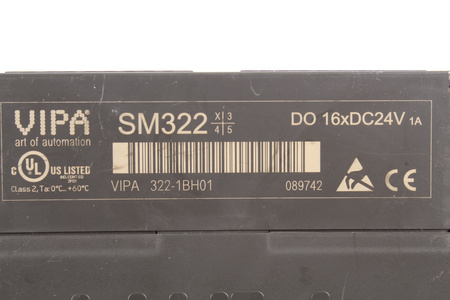 VIPA®
art of automation
SM322 X 3
4 5
DO 16xDC24V 1A
C UL US LISTED
Class 2, Ta: 0°C...+60°C
VIPA 322-1BH01
089742
CE